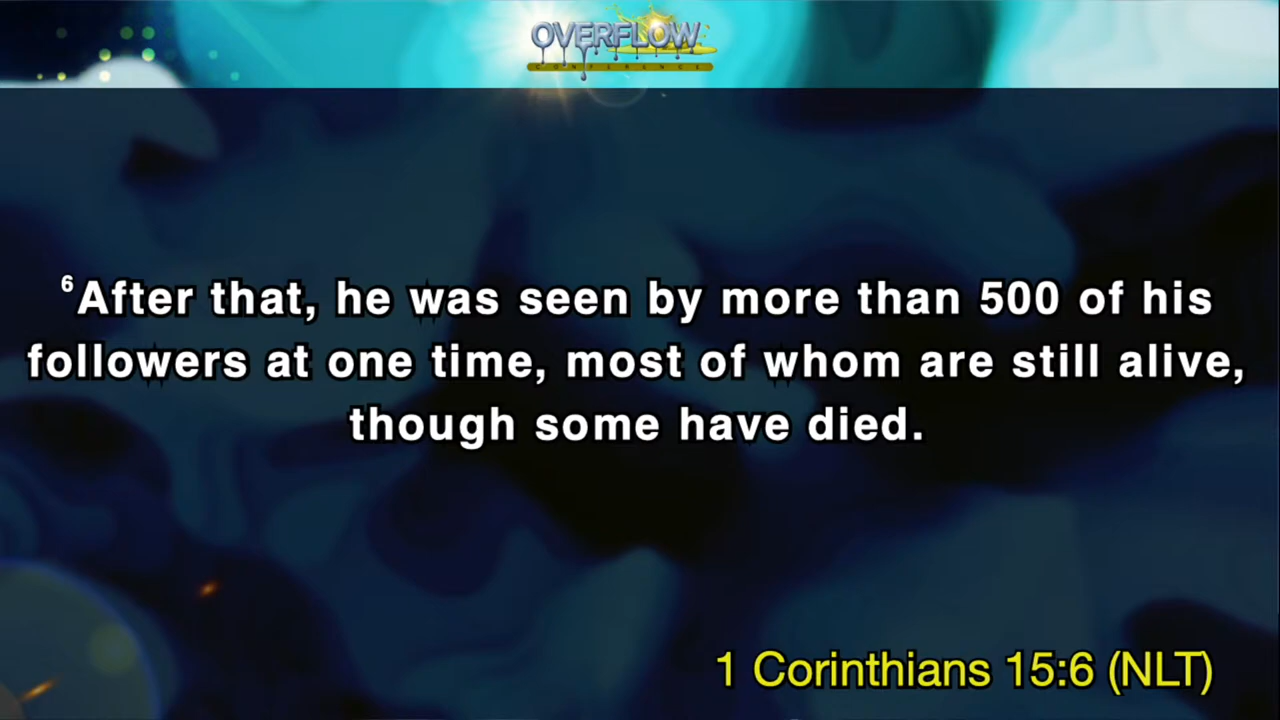 OVERFLOW
CONFERENCE
⁶After that, he was seen by more than 500 of his
followers at one time, most of whom are still alive,
though some have died.
1 Corinthians 15:6 (NLT)